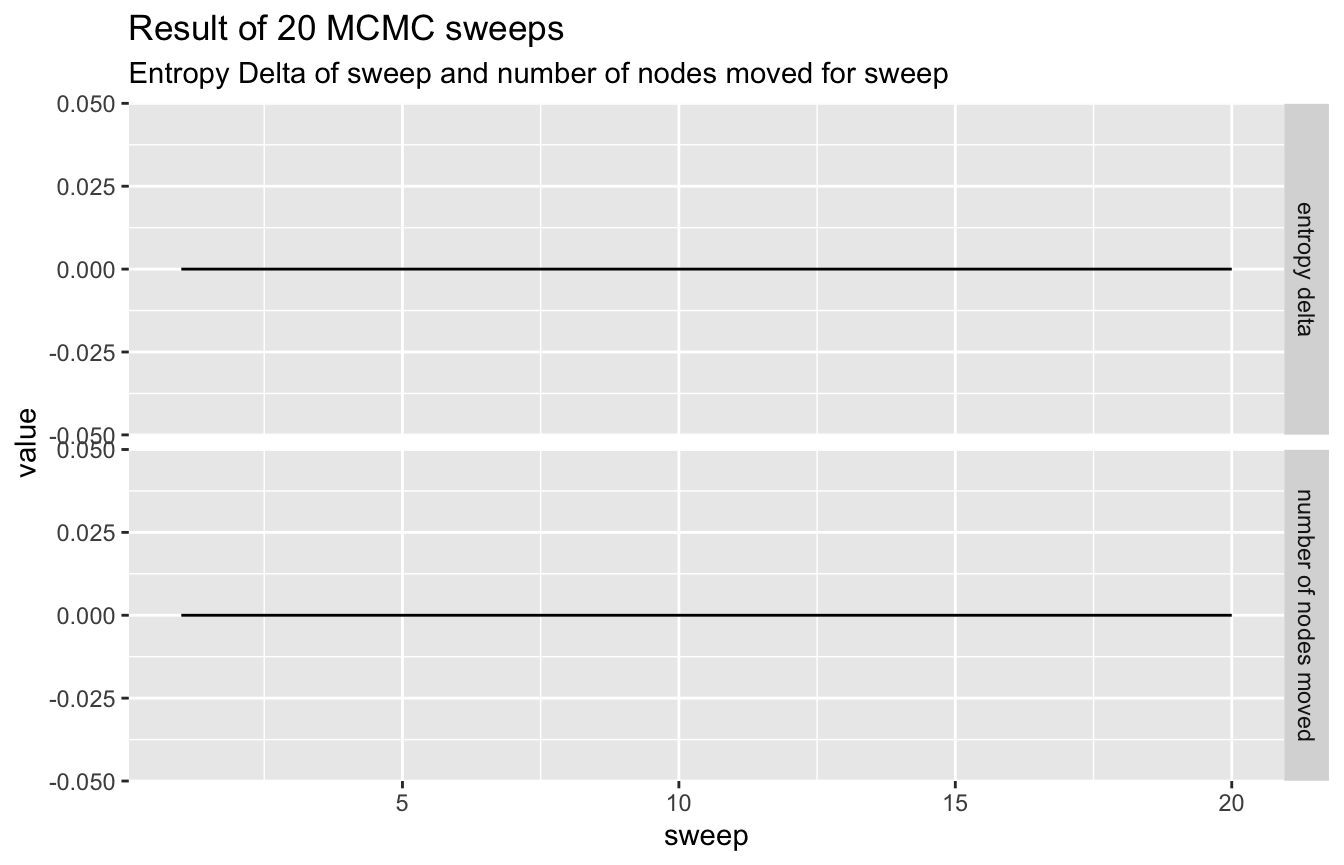 Result of 20 MCMC sweeps
Entropy Delta of sweep and number of nodes moved for sweep
0.050
0.025
0.000
-0.025
-0.050
entropy delta
value
0.050
0.025
0.000
-0.025
-0.050
number of nodes moved
5 10 15 20
sweep